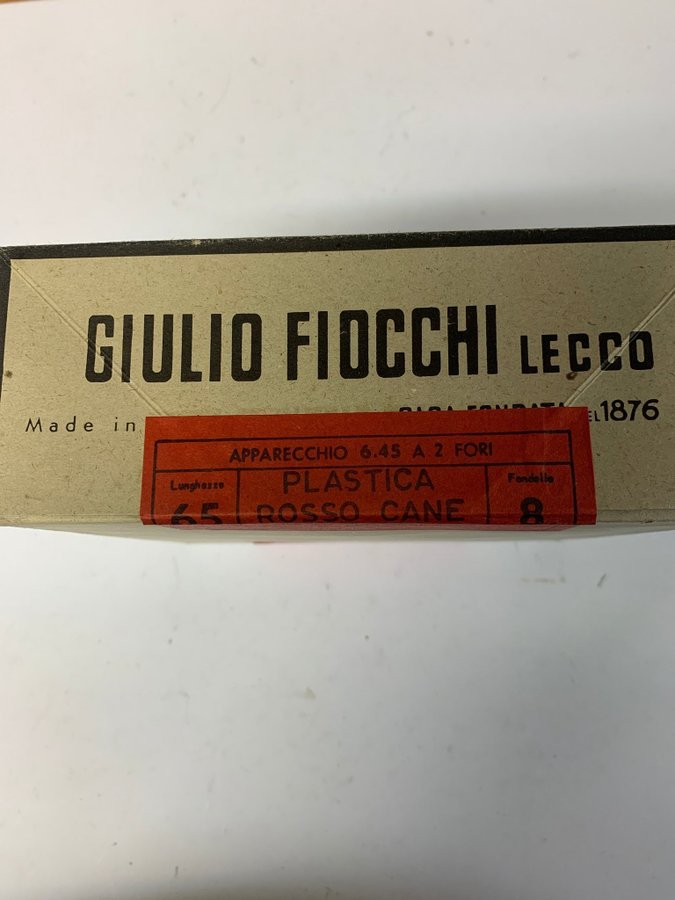 GIULIO FIOCCHI LECCO
Made in
1876
APPARECCHIO 6.45 A 2 FORI
Lunghezza PLASTICA Fondello
65 ROSSO CANE 8